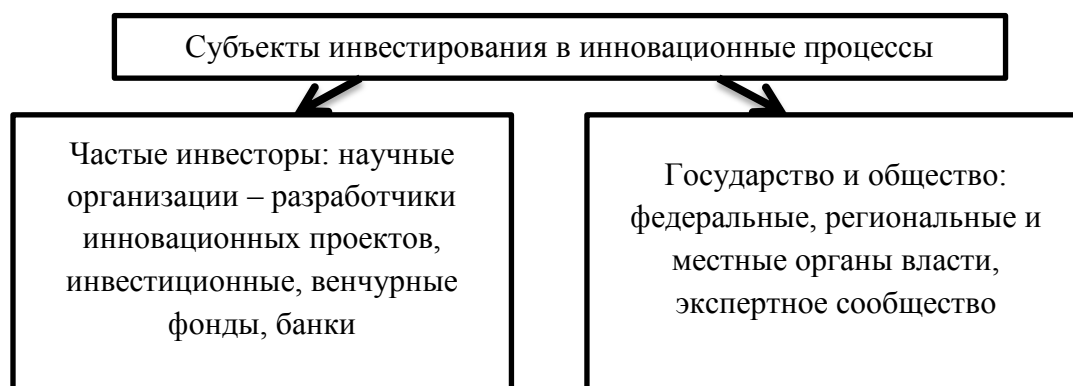 Субъекты инвестирования в инновационные процессы
Частые инвесторы: научные
организации – разработчики
инновационных проектов,
инвестиционные, венчурные
фонды, банки
Государство и общество:
федеральные, региональные и
местные органы власти,
экспертное сообщество